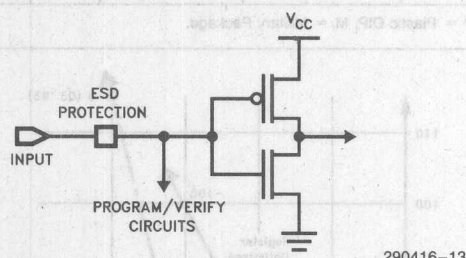 VCC
ESD
PROTECTION
INPUT
PROGRAM/VERIFY
CIRCUITS
290416-13